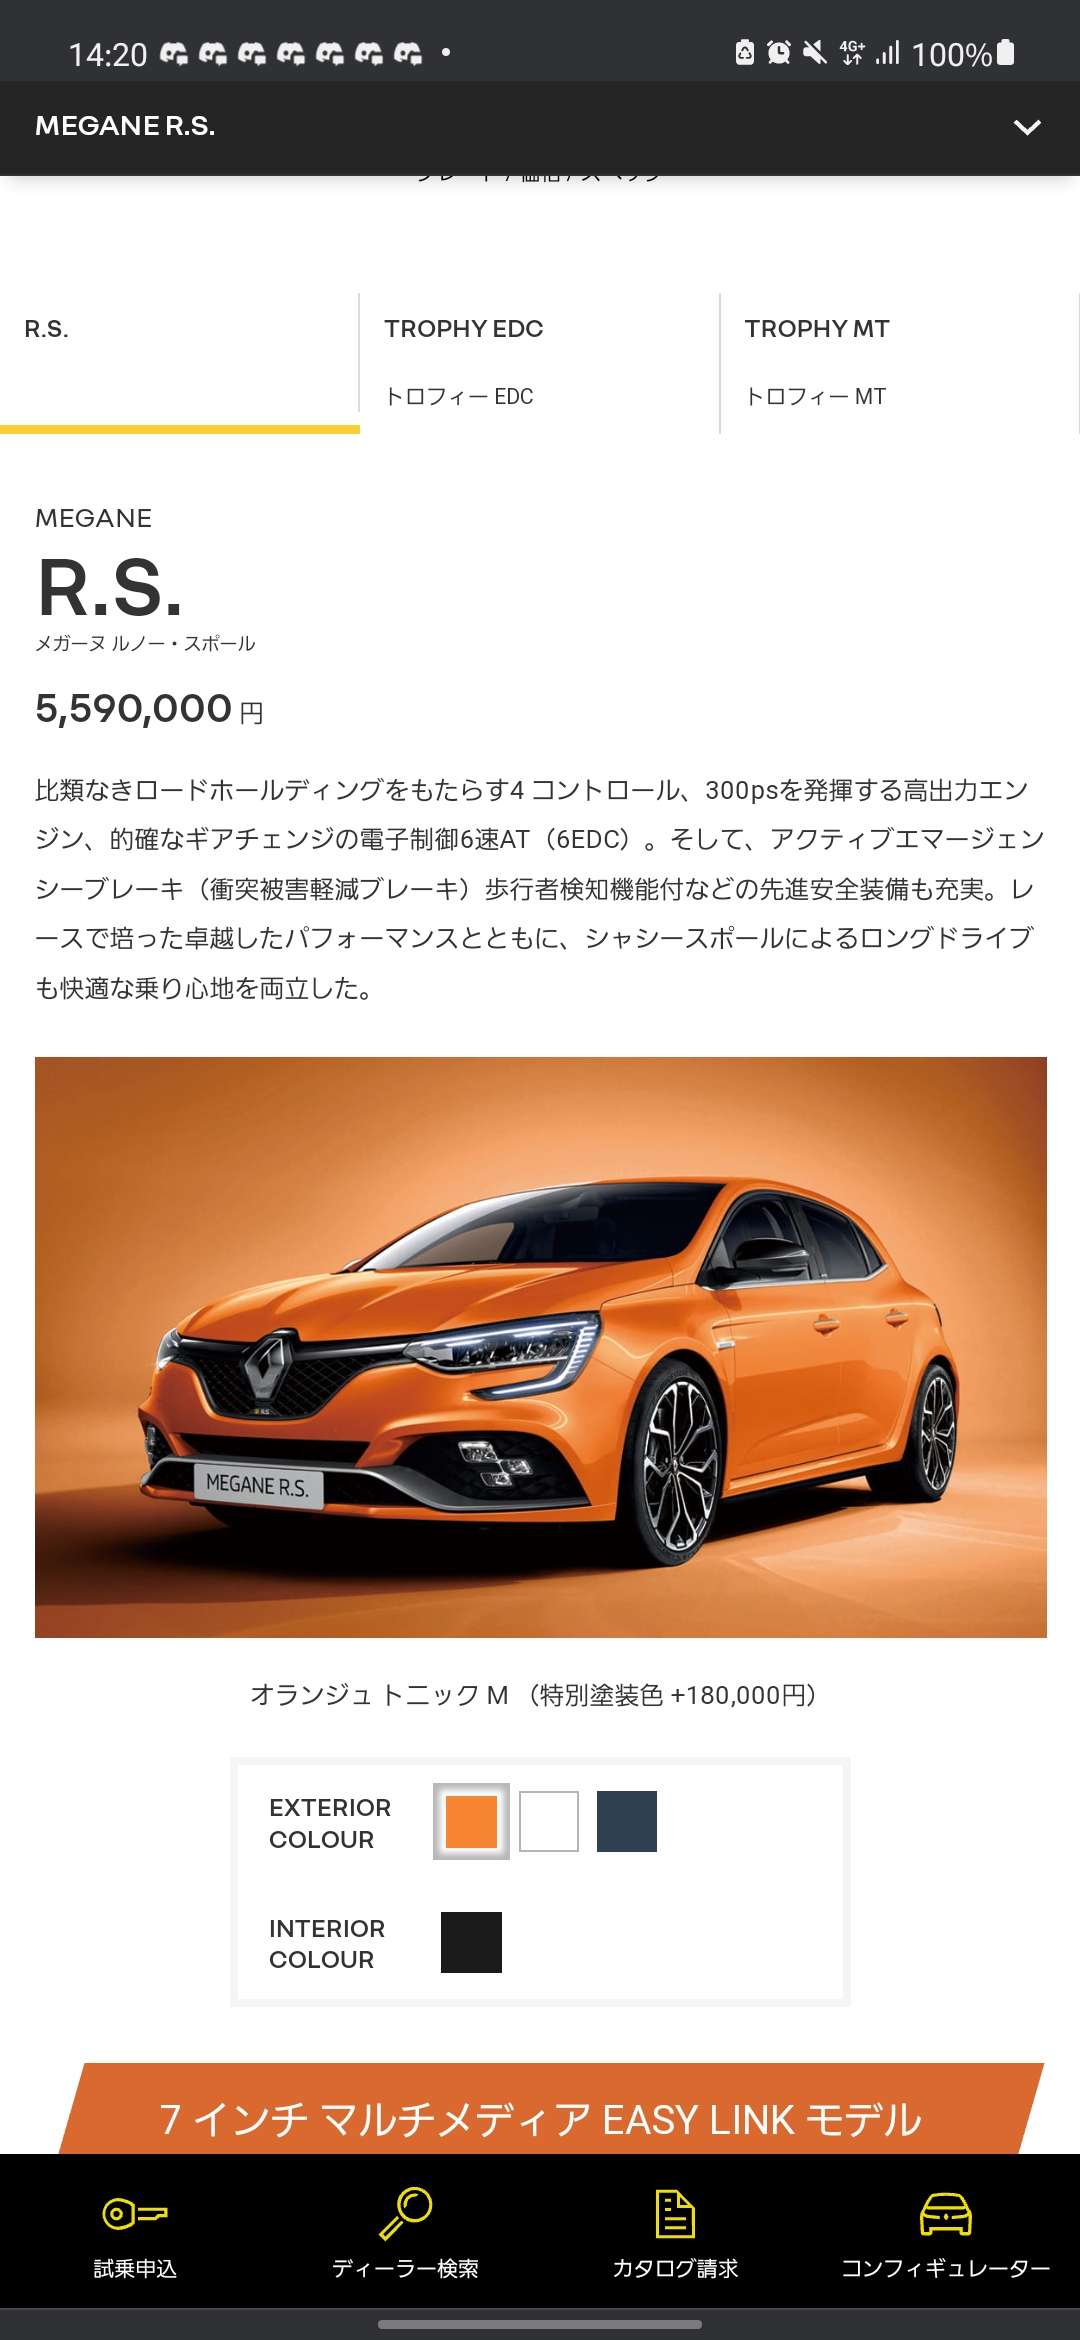 14:20
4G+
100%
MEGANE R.S.
R.S.
TROPHY EDC
TROPHY MT
トロフィー EDC
トロフィー MT
MEGANE
R.S.
メガーヌ ルノー・スポール
5,590,000 円
比類なきロードホールディングをもたらす4 コントロール、300psを発揮する高出力エン
ジン、的確なギアチェンジの電子制御6速AT（6EDC）。そして、アクティブエマージェン
シーブレーキ（衝突被害軽減ブレーキ）歩行者検知機能付などの先進安全装備も充実。レ
ースで培った卓越したパフォーマンスとともに、シャシースポールによるロングドライブ
も快適な乗り心地を両立した。
MEGANE R.S.
オランジュ トニック M （特別塗装色 +180,000円）
EXTERIOR
COLOUR
INTERIOR
COLOUR
7 インチ マルチメディア EASY LINK モデル
試乗申込
ディーラー検索
カタログ請求
コンフィギュレーター